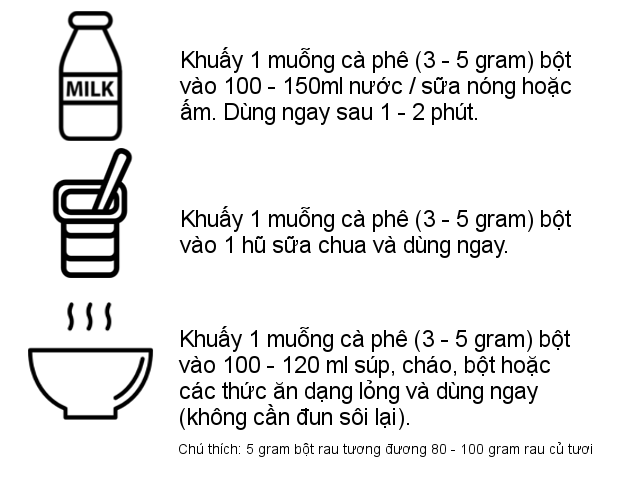 MILK
Khuấy 1 muỗng cà phê (3 - 5 gram) bột
vào 100 - 150ml nước / sữa nóng hoặc
ấm. Dùng ngay sau 1 - 2 phút.
Khuấy 1 muỗng cà phê (3 - 5 gram) bột
vào 1 hũ sữa chua và dùng ngay.
Khuấy 1 muỗng cà phê (3 - 5 gram) bột
vào 100 - 120 ml súp, cháo, bột hoặc
các thức ăn dạng lỏng và dùng ngay
(không cần đun sôi lại).
Chú thích: 5 gram bột rau tương đương 80 - 100 gram rau củ tươi